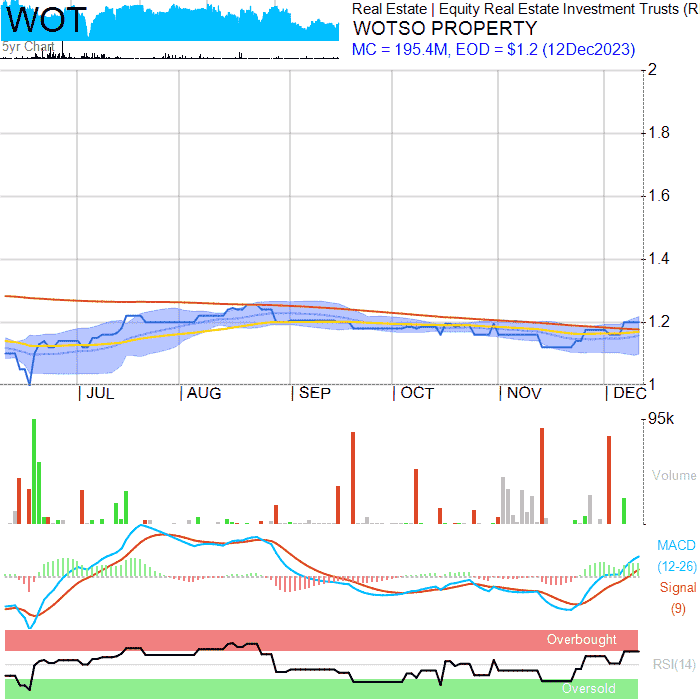 WOT
5yr Chart
Real Estate | Equity Real Estate Investment Trusts (R
WOTSO PROPERTY
MC = 195.4M, EOD = $1.2 (12Dec2023)
2
1.8
1.6
1.4
1.2
1
JUL AUG SEP OCT NOV DEC
95k
Volume
MACD
(12-26)
Signal
(9)
Overbought
RSI(14)
Oversold